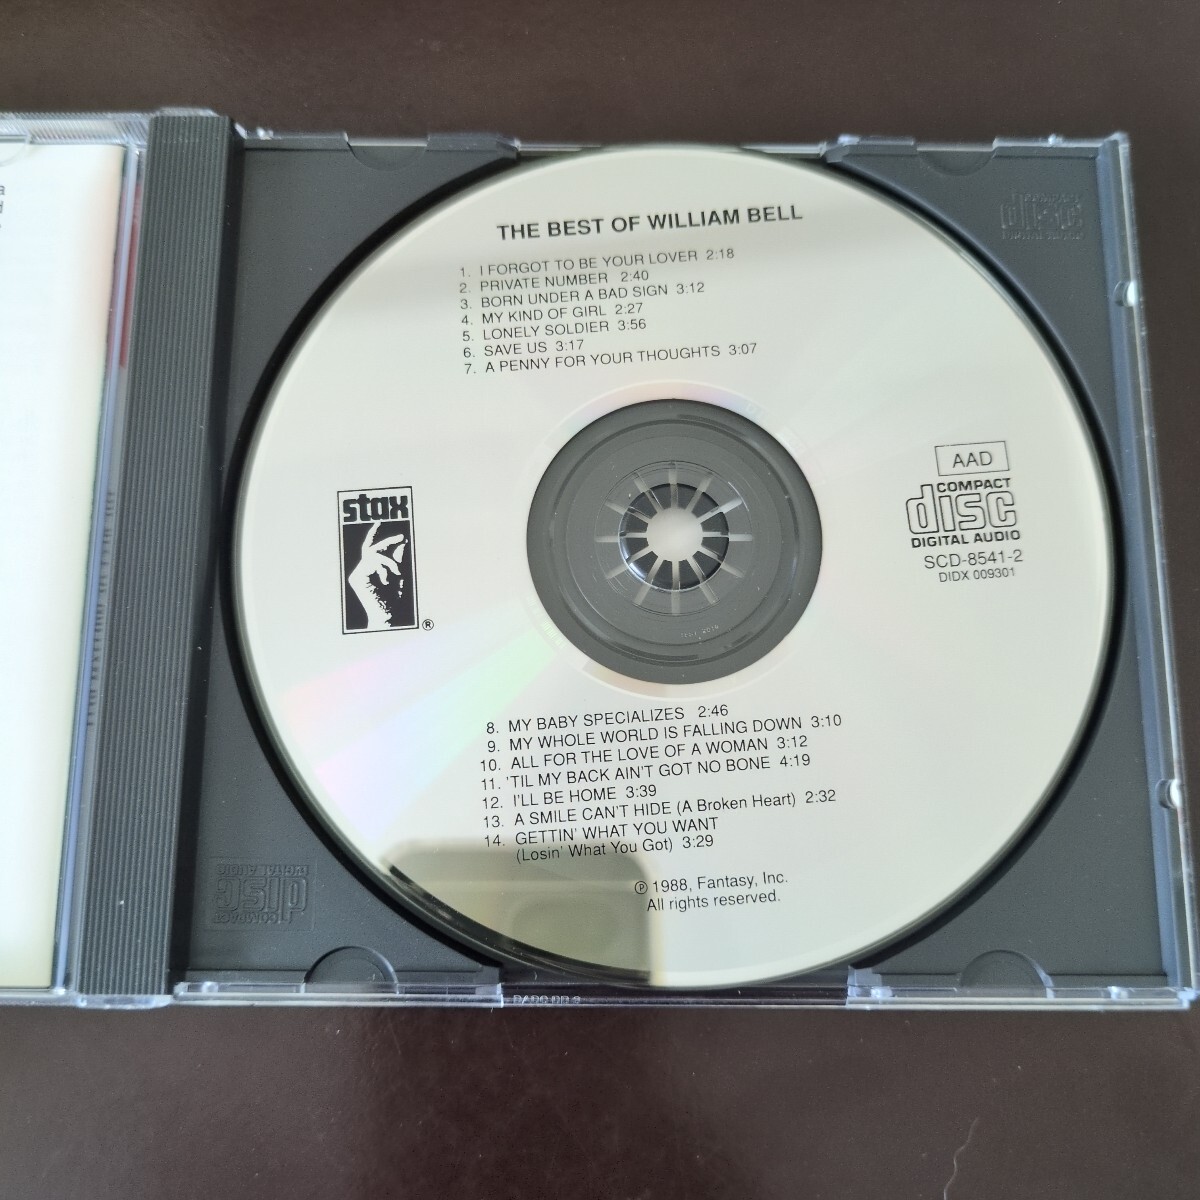 THE BEST OF WILLIAM BELL
1. I FORGOT TO BE YOUR LOVER 2:18
2. PRIVATE NUMBER 2:40
3. BORN UNDER A BAD SIGN 3:12
4. MY KIND OF GIRL 2:27
5. LONELY SOLDIER 3:56
6. SAVE US 3:17
7. A PENNY FOR YOUR THOUGHTS 3:07
stax
®
AAD
COMPACT
disc
DIGITAL AUDIO
SCD-8541-2
DIDX 009301
8. MY BABY SPECIALIZES 2:46
9. MY WHOLE WORLD IS FALLING DOWN 3:10
10. ALL FOR THE LOVE OF A WOMAN 3:12
11. 'TIL MY BACK AIN'T GOT NO BONE 4:19
12. I'LL BE HOME 3:39
13. A SMILE CAN'T HIDE (A Broken Heart) 2:32
14. GETTIN' WHAT YOU WANT
(Losin' What You Got) 3:29
℗ 1988, Fantasy, Inc.
All rights reserved.
COMPACT
disc
DIGITAL AUDIO